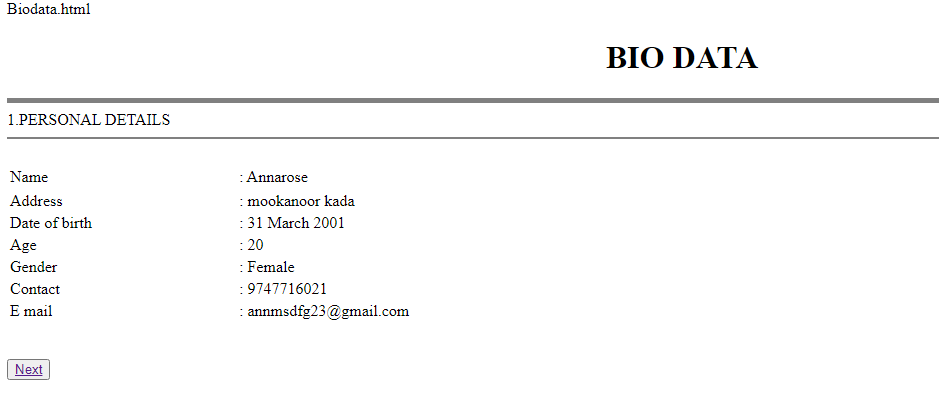 Biodata.html
BIO DATA
1.PERSONAL DETAILS
Name : Annarose
Address : mookanoor kada
Date of birth : 31 March 2001
Age : 20
Gender : Female
Contact : 9747716021
E mail : annmsdfg23@gmail.com
Next